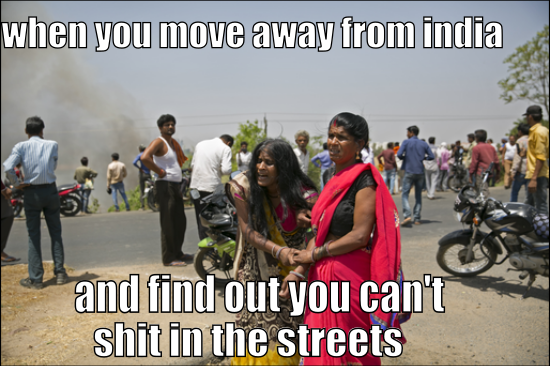 when you move away from india
and find out you can't
shit in the streets